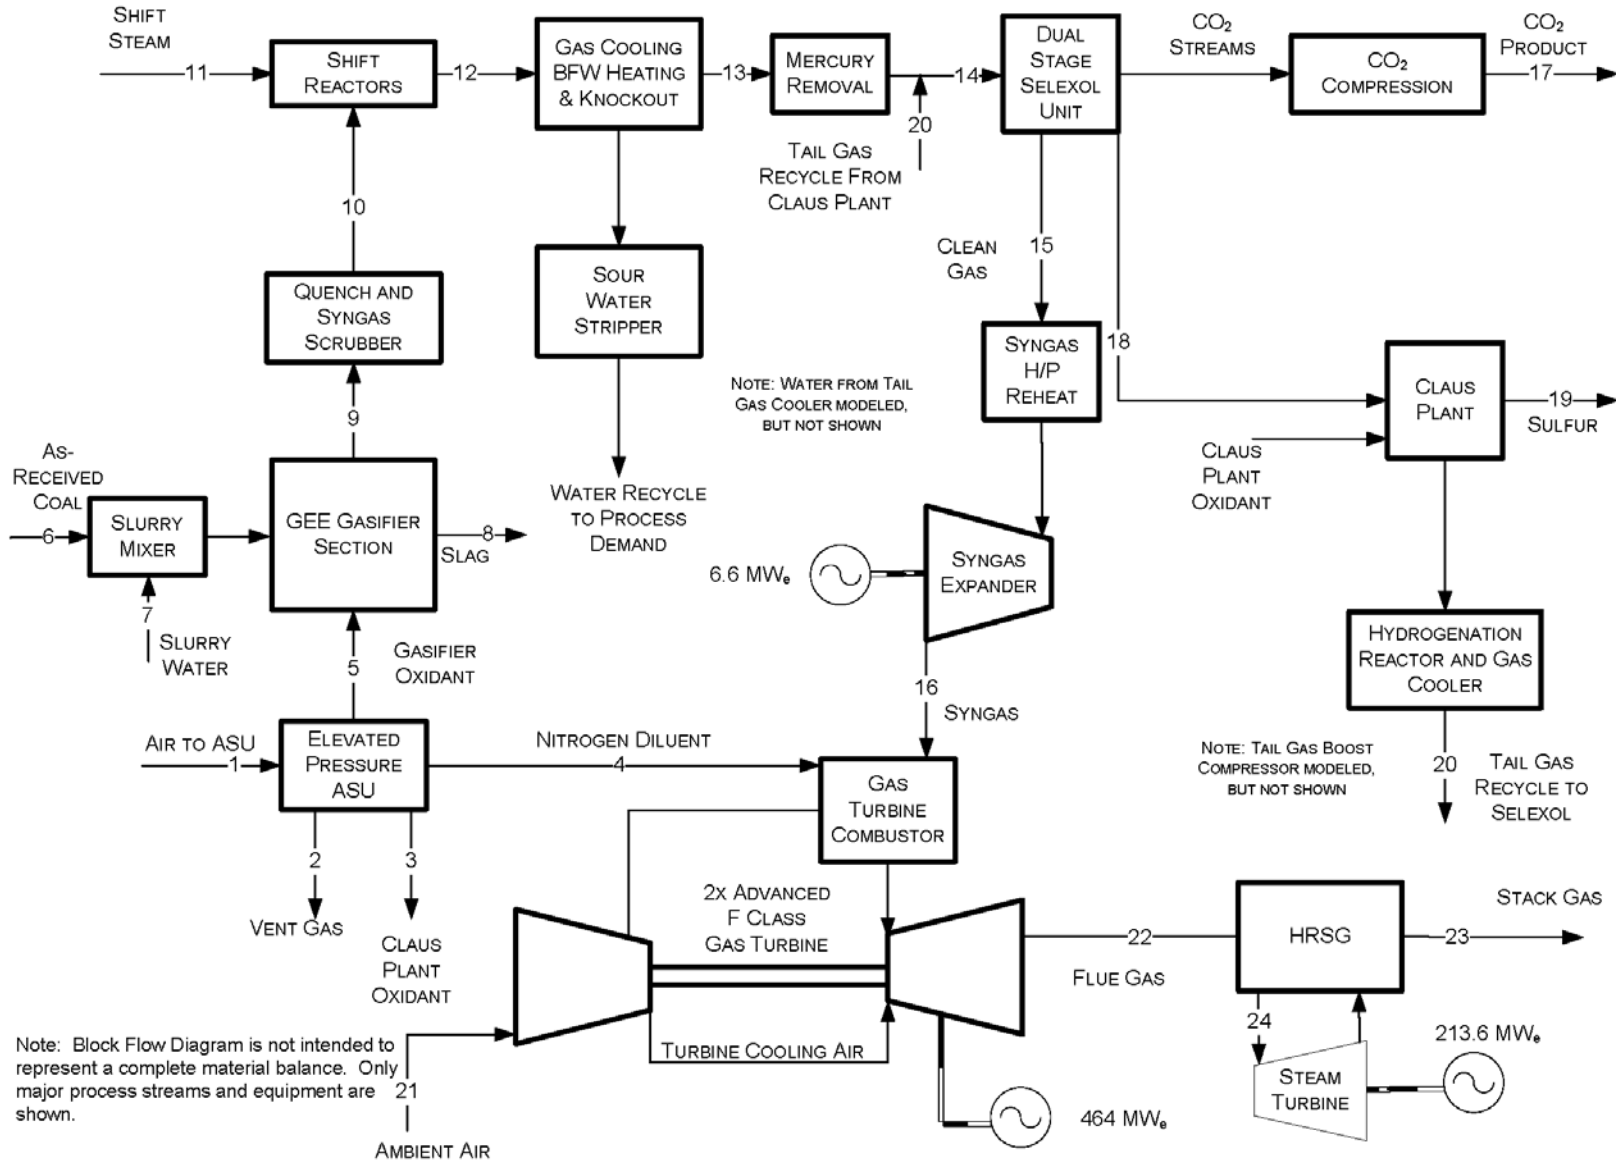 SHIFT
STEAM
11
SHIFT
REACTORS
12
GAS COOLING
BFW HEATING
& KNOCKOUT
13
MERCURY
REMOVAL
14
20
TAIL GAS
RECYCLE FROM
CLAUS PLANT
DUAL
STAGE
SELEXOL
UNIT
CO2
STREAMS
CO2
COMPRESSION
CO2
PRODUCT
17
10
QUENCH AND
SYNGAS
SCRUBBER
SOUR
WATER
STRIPPER
CLEAN
GAS
15
SYNGAS
H/P
REHEAT
18
NOTE: WATER FROM TAIL
GAS COOLER MODELED,
BUT NOT SHOWN
CLAUS
PLANT
19
SULFUR
CLAUS
PLANT
OXIDANT
9
AS-
RECEIVED
COAL
6
SLURRY
MIXER
7
SLURRY
WATER
GEE GASIFIER
SECTION
8
SLAG
WATER RECYCLE
TO PROCESS
DEMAND
6.6 MWe
SYNGAS
EXPANDER
HYDROGENATION
REACTOR AND GAS
COOLER
5
GASIFIER
OXIDANT
16
SYNGAS
AIR TO ASU
1
ELEVATED
PRESSURE
ASU
NITROGEN DILUENT
4
GAS
TURBINE
COMBUSTOR
NOTE: TAIL GAS BOOST
COMPRESSOR MODELED,
BUT NOT SHOWN
20
TAIL GAS
RECYCLE TO
SELEXOL
2
VENT GAS
3
CLAUS
PLANT
OXIDANT
2X ADVANCED
F CLASS
GAS TURBINE
22
FLUE GAS
HRSG
STACK GAS
23
24
213.6 MWe
STEAM
TURBINE
TURBINE COOLING AIR
464 MWe
Note: Block Flow Diagram is not intended to
represent a complete material balance. Only
major process streams and equipment are
shown.
21
AMBIENT AIR